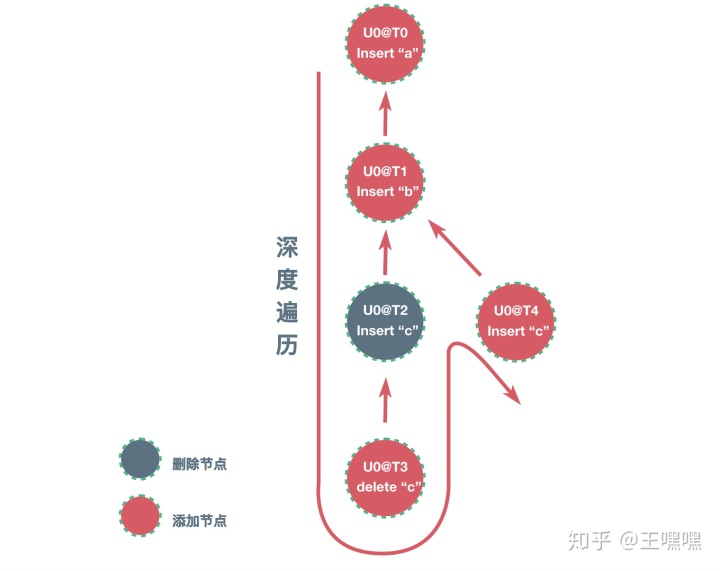 U0@T0
Insert “a”
U0@T1
Insert “b”
深度遍历
U0@T2
Insert “c”
U0@T4
Insert “c”
U0@T3
delete “c”
删除节点
添加节点
知乎 @王嘿嘿